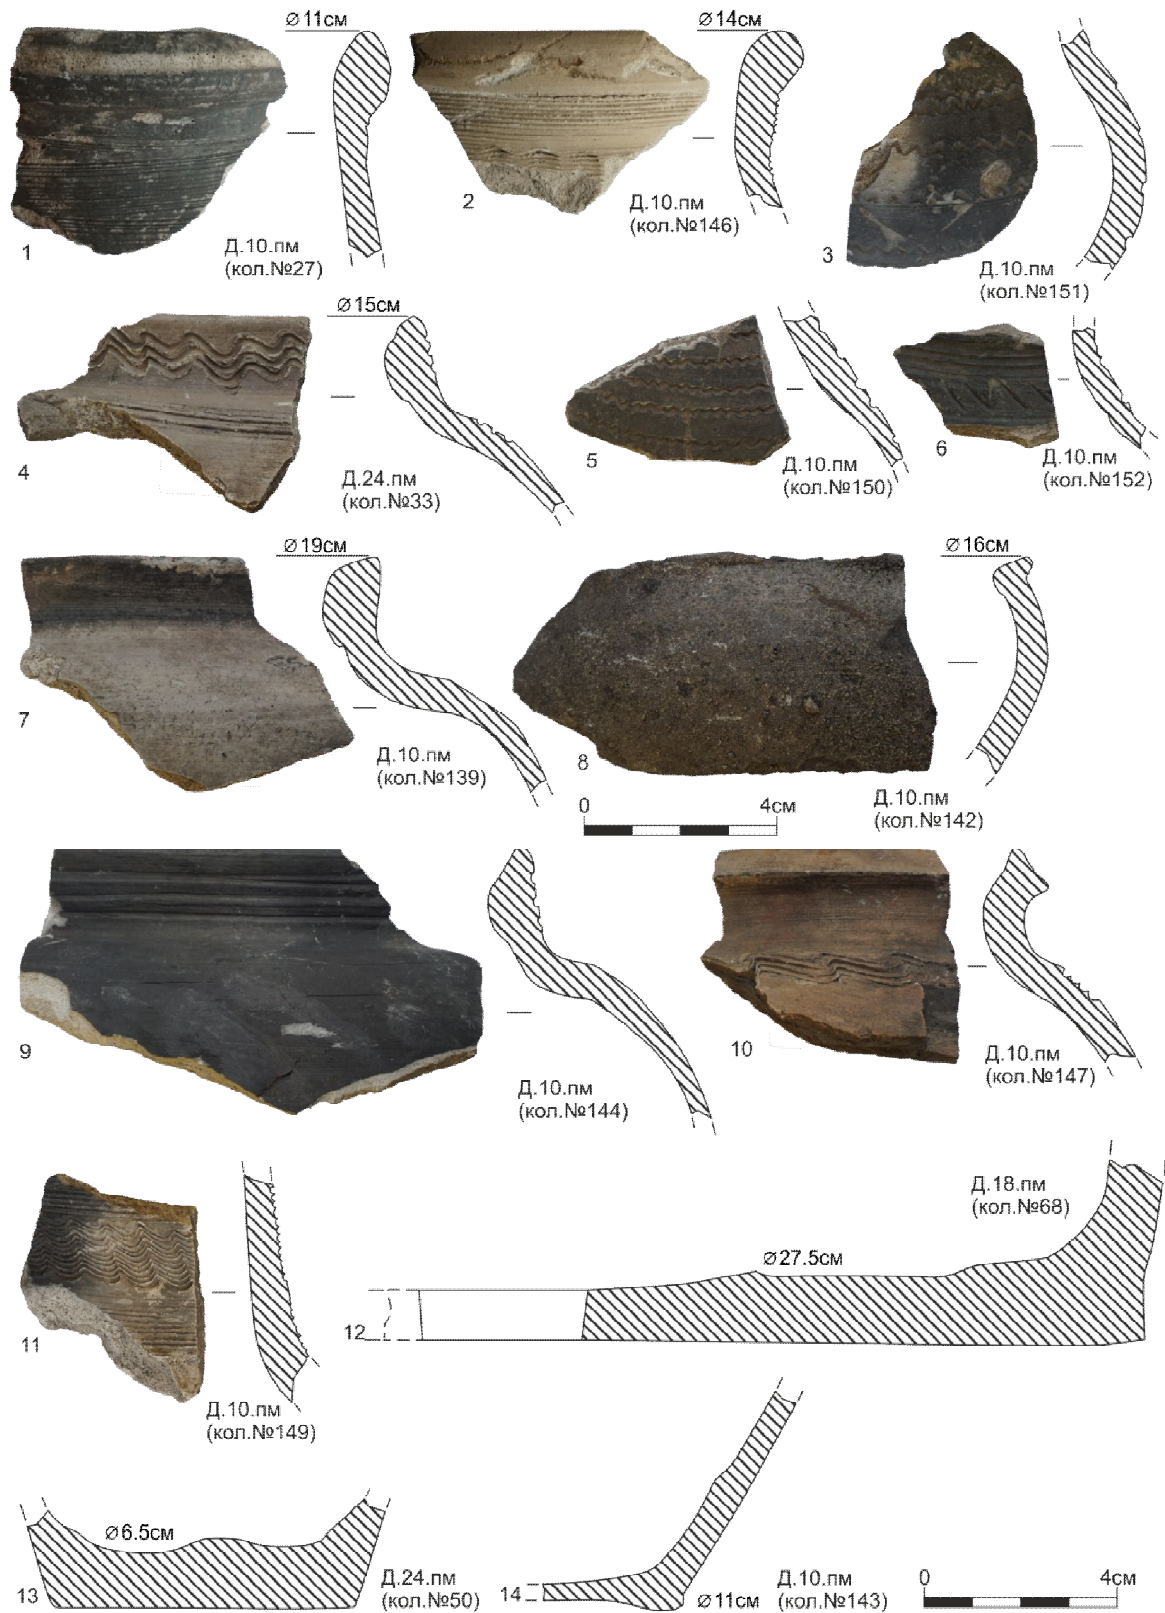 ⌀11см
⌀14см
1
Д.10.пм
(кол.№27)
2
Д.10.пм
(кол.№146)
3
Д.10.пм
(кол.№151)
⌀15см
4
Д.24.пм
(кол.№33)
5
Д.10.пм
(кол.№150)
6
Д.10.пм
(кол.№152)
⌀19см
⌀16см
7
Д.10.пм
(кол.№139)
8
0 4см
Д.10.пм
(кол.№142)
9
Д.10.пм
(кол.№144)
10
Д.10.пм
(кол.№147)
11
Д.10.пм
(кол.№149)
Д.18.пм
(кол.№68)
⌀27.5см
12
⌀6.5см
13
Д.24.пм
(кол.№50)
14
⌀11см
Д.10.пм
(кол.№143)
0 4см